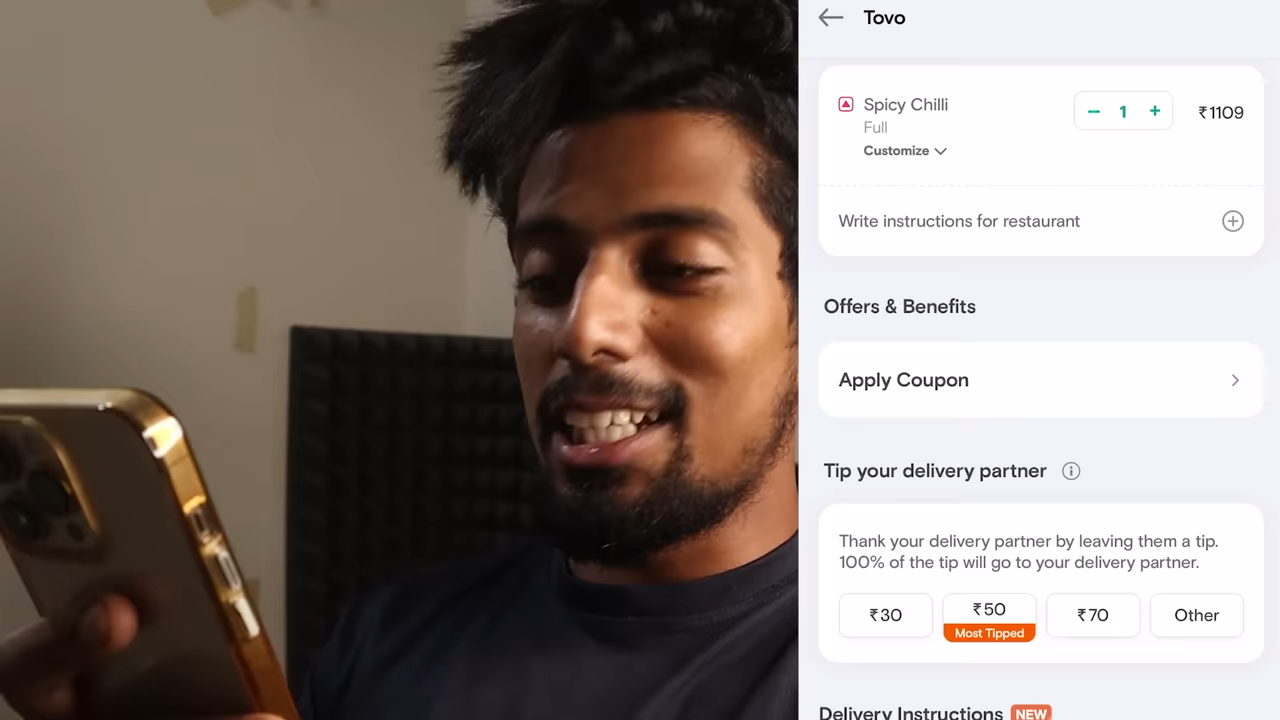 Tovo
Spicy Chilli
1
₹1109
Full
Customize
Write instructions for restaurant
Offers & Benefits
Apply Coupon
Tip your delivery partner
Thank your delivery partner by leaving them a tip.
100% of the tip will go to your delivery partner.
₹30
₹50
Most Tipped
₹70
Other
Delivery Instructions NEW